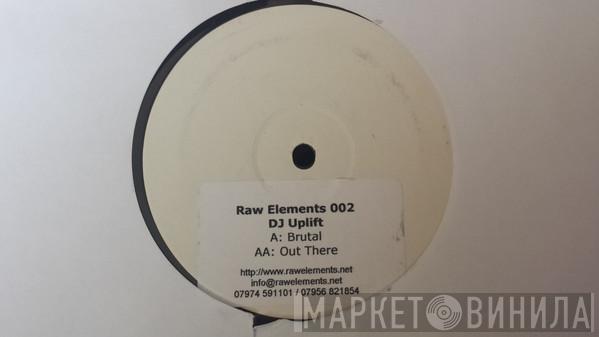 Raw Elements 002
DJ Uplift
A: Brutal
AA: Out There
http://www.rawelements.net
info@rawelements.net
07974 591101 / 07956 821854
МАРКЕТ ВИНИЛА